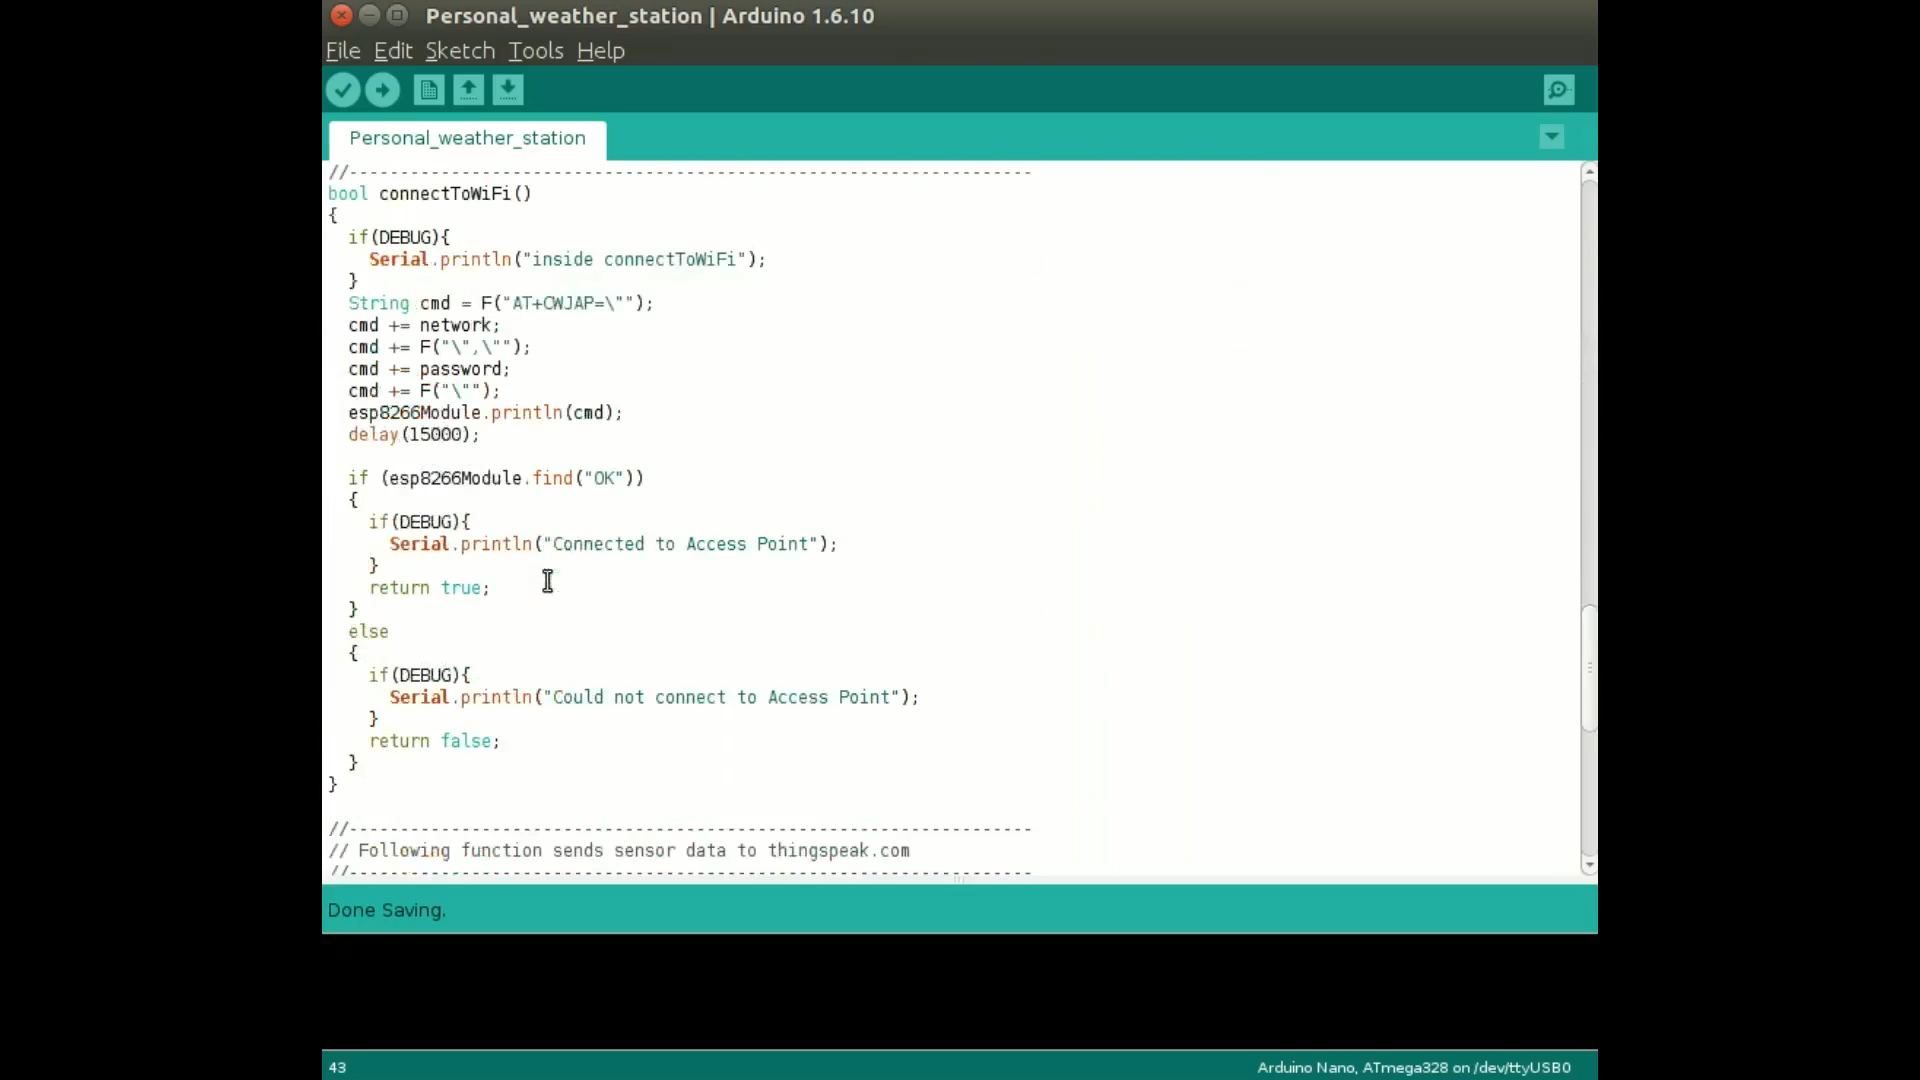 Personal_weather_station | Arduino 1.6.10
File Edit Sketch Tools Help
Personal_weather_station
//-------------------------------------------------------------------
bool connectToWiFi()
{
  if(DEBUG){
    Serial.println("inside connectToWiFi");
  }
  String cmd = F("AT+CWJAP=\"");
  cmd += network;
  cmd += F("\",\"");
  cmd += password;
  cmd += F("\"");
  esp8266Module.println(cmd);
  delay(15000);

  if (esp8266Module.find("OK"))
  {
    if(DEBUG){
      Serial.println("Connected to Access Point");
    }
    return true;
  }
  else
  {
    if(DEBUG){
      Serial.println("Could not connect to Access Point");
    }
    return false;
  }
}

//-------------------------------------------------------------------
// Following function sends sensor data to thingspeak.com
//-------------------------------------------------------------------
Done Saving.
43
Arduino Nano, ATmega328 on /dev/ttyUSB0